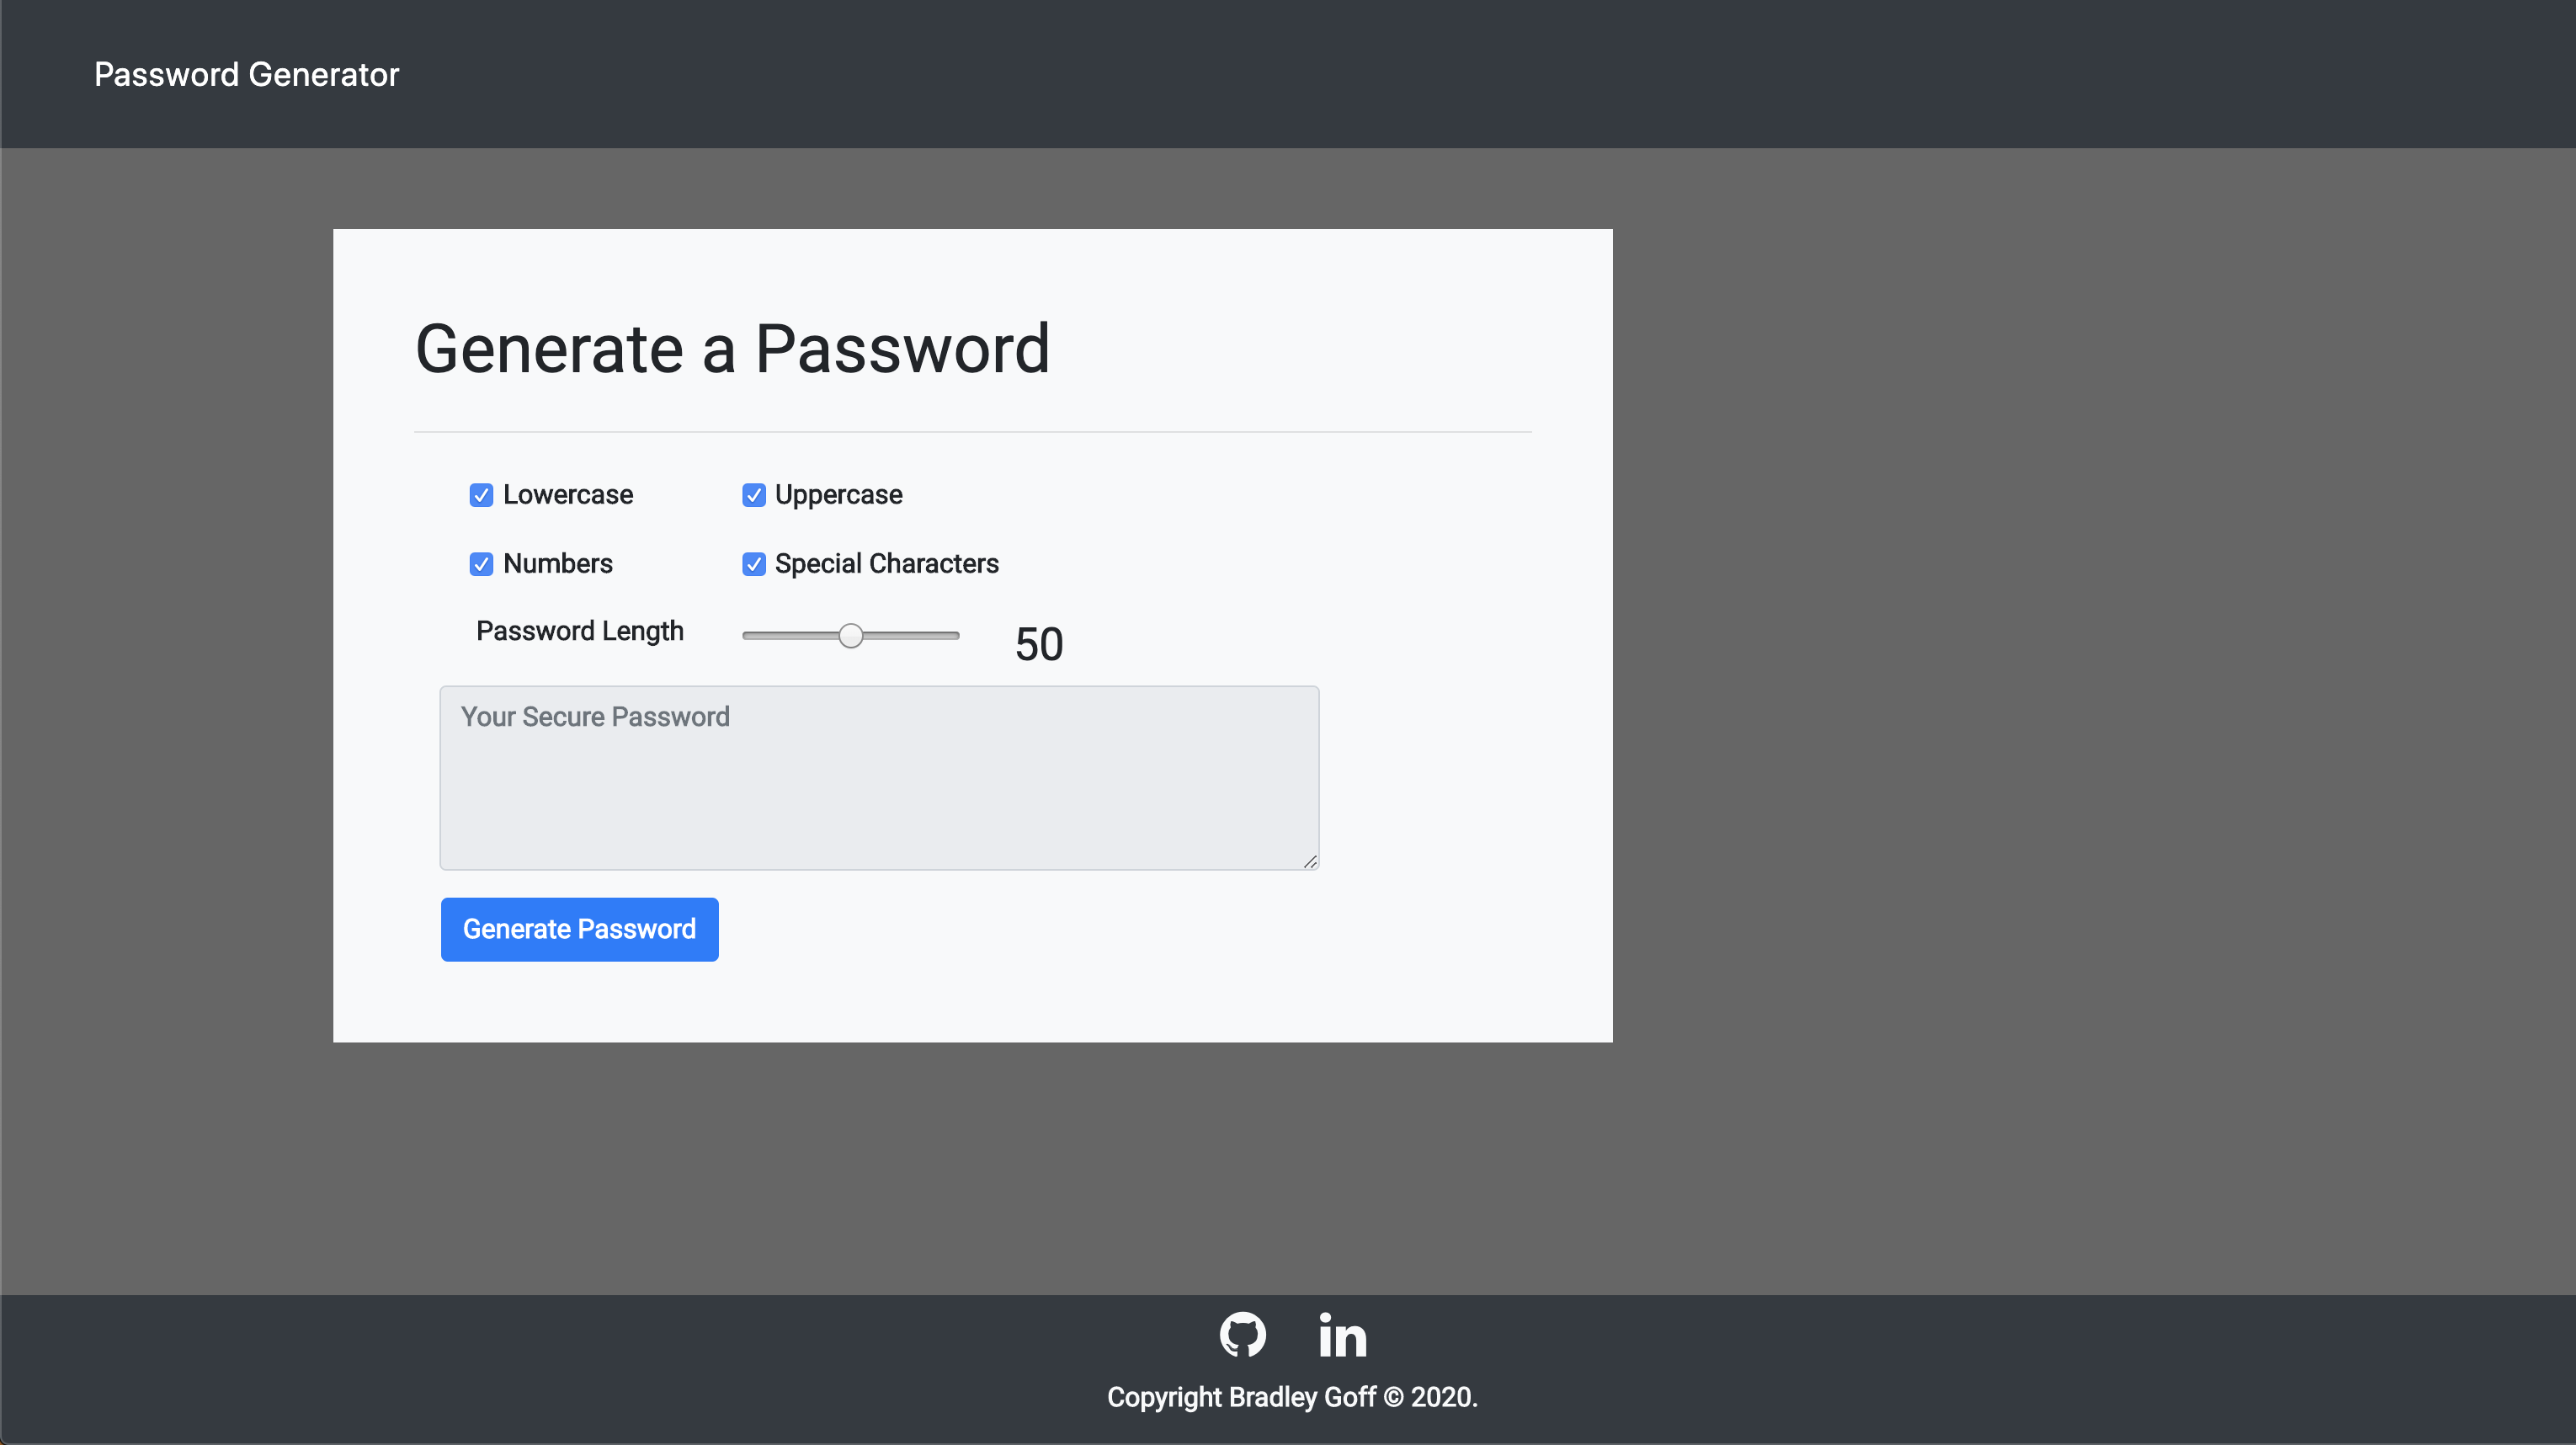 Password Generator
Generate a Password
Lowercase Uppercase
Numbers Special Characters
Password Length 50
Your Secure Password
Generate Password
in
Copyright Bradley Goff © 2020.